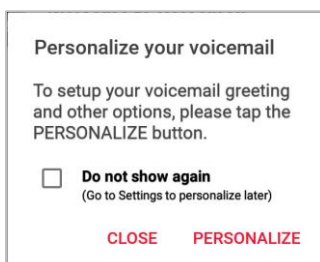 Personalize your voicemail
To setup your voicemail greeting
and other options, please tap the
PERSONALIZE button.
Do not show again
(Go to Settings to personalize later)
CLOSE PERSONALIZE